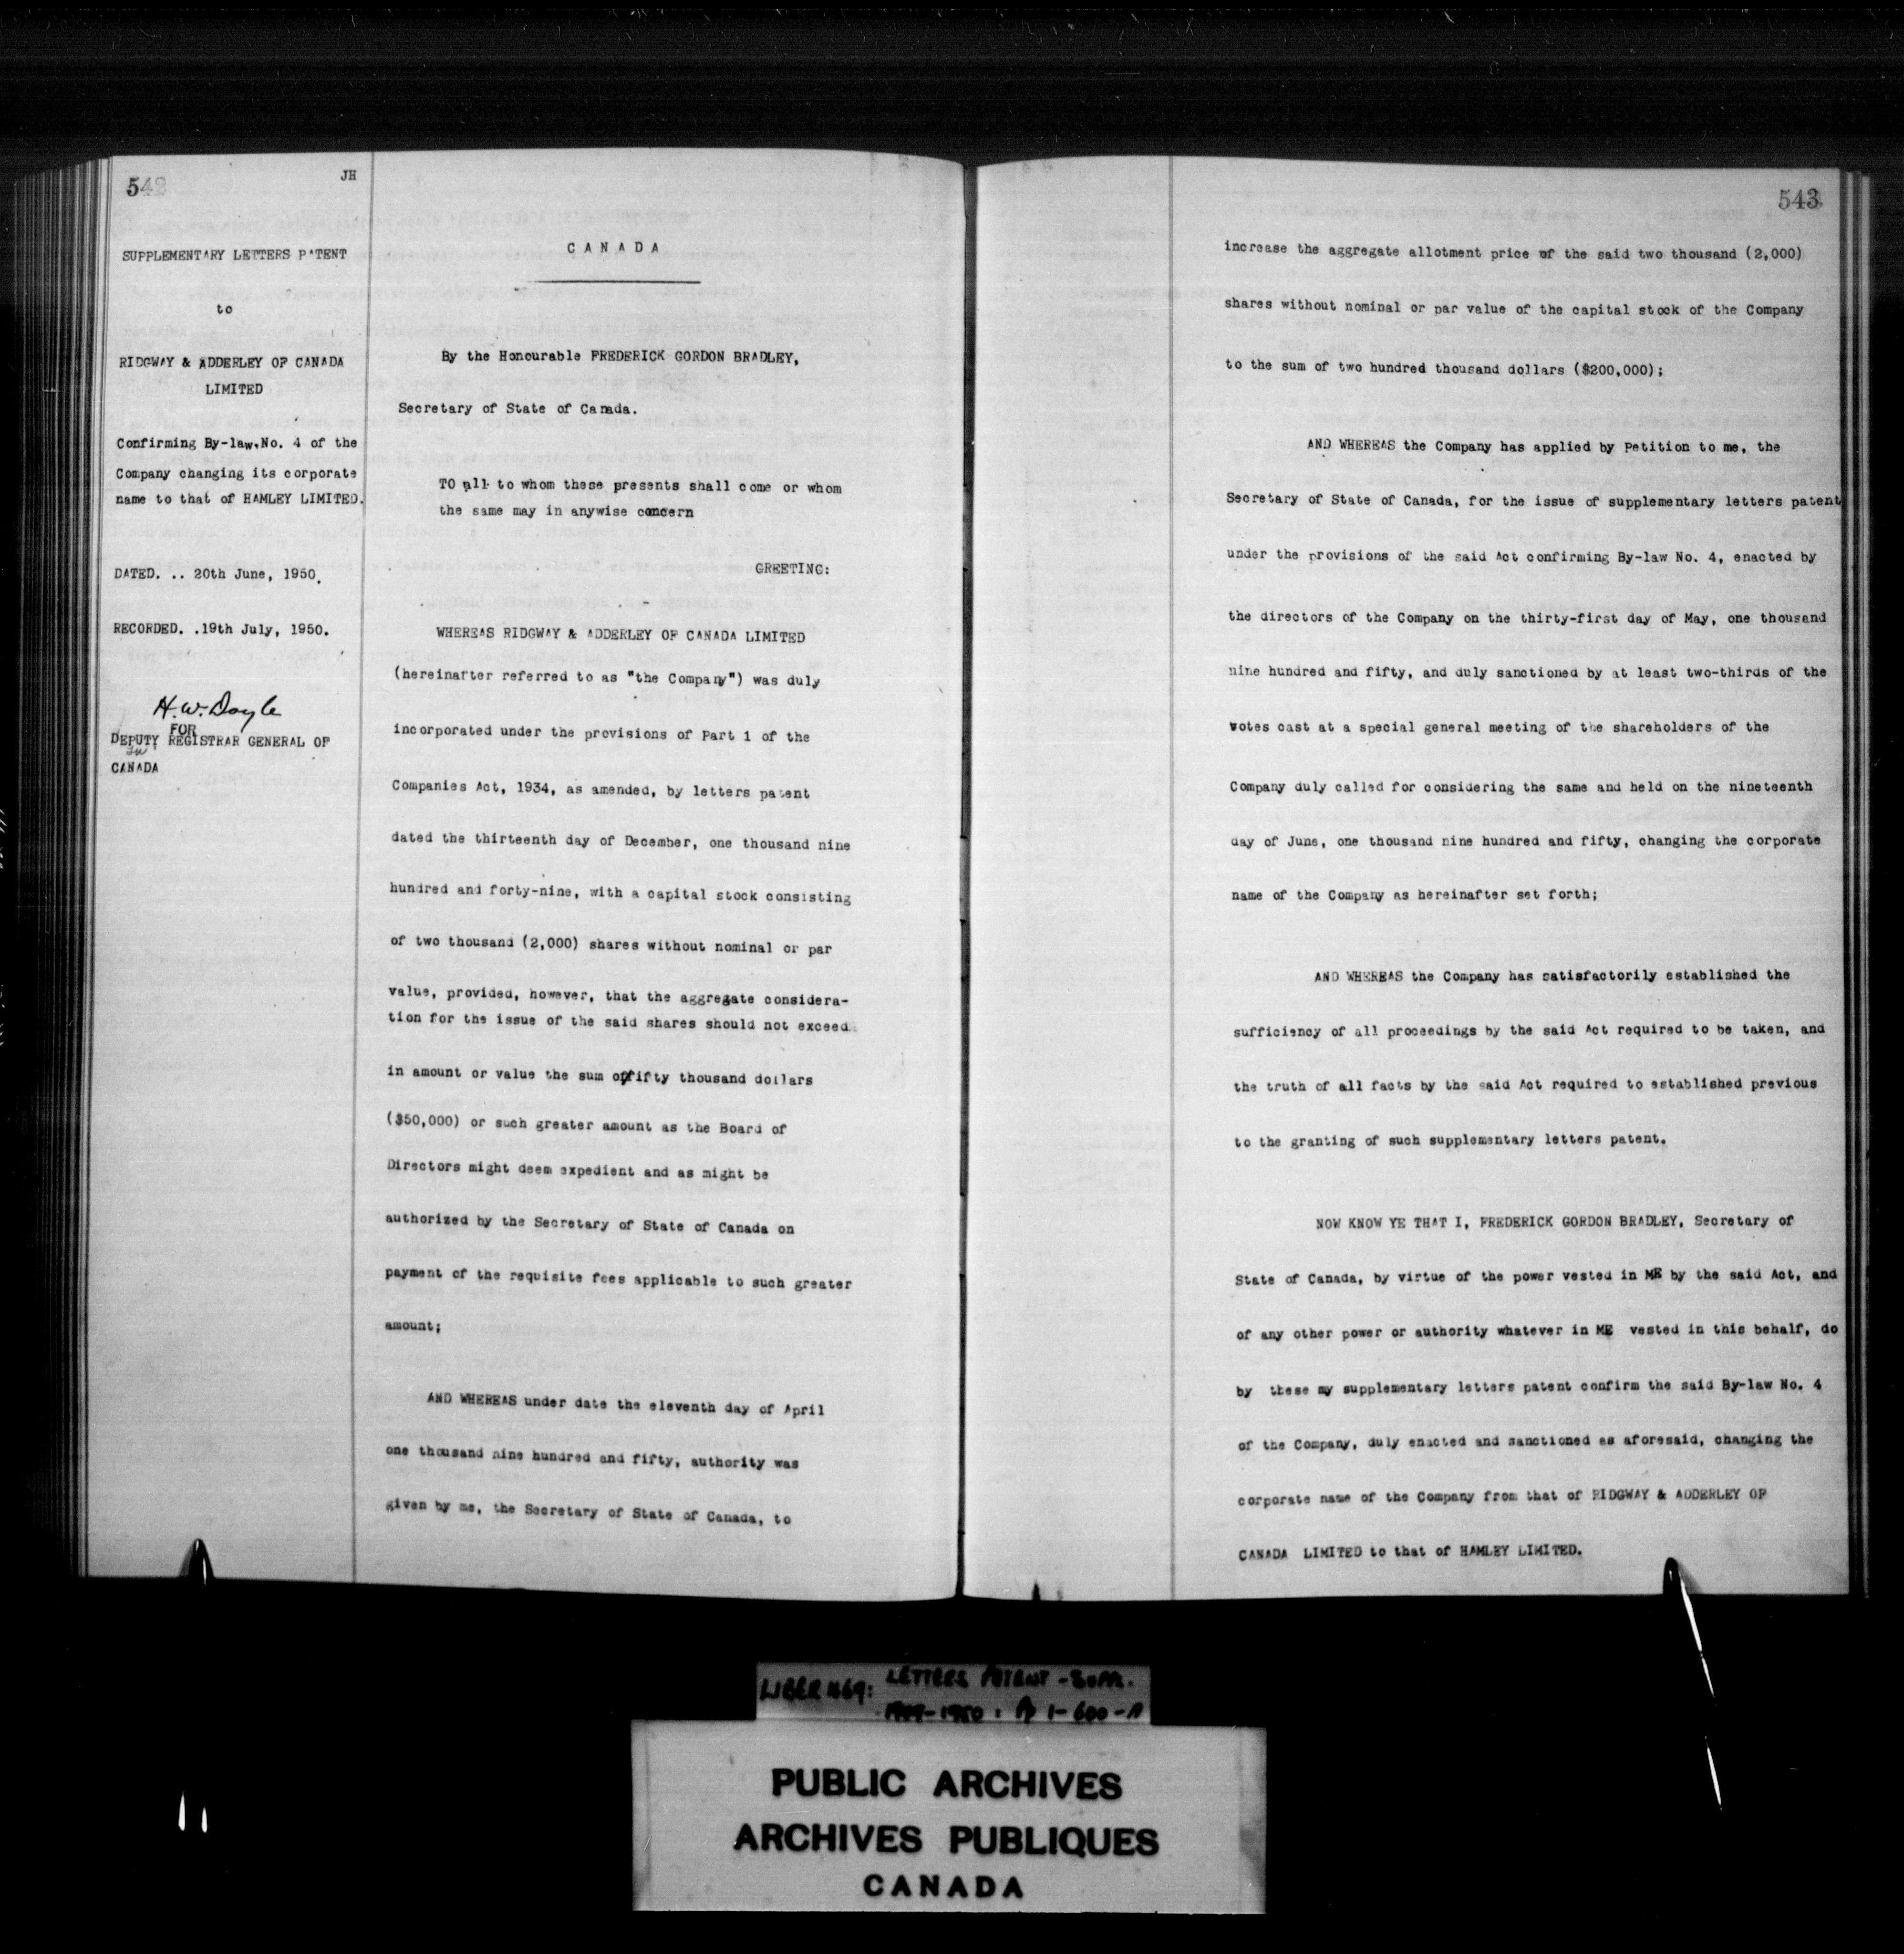 542
JH
SUPPLEMENTARY LETTERS PATENT
to
RIDGWAY & ADDERLEY OF CANADA
LIMITED
Confirming By-law, No. 4 of the
Company changing its corporate
name to that of HAMLEY LIMITED.
DATED. .. 20th June, 1950.
RECORDED. .19th July, 1950.
H.W. Doyle
FOR
DEPUTY REGISTRAR GENERAL OF
CANADA
CANADA
By the Honourable FREDERICK GORDON BRADLEY,
Secretary of State of Canada.
TO all to whom these presents shall come or whom
the same may in anywise concern
GREETING:
WHEREAS RIDGWAY & ADDERLEY OF CANADA LIMITED
(hereinafter referred to as "the Company") was duly
incorporated under the provisions of Part 1 of the
Companies Act, 1934, as amended, by letters patent
dated the thirteenth day of December, one thousand nine
hundred and forty-nine, with a capital stock consisting
of two thousand (2,000) shares without nominal or par
value, provided, however, that the aggregate considera-
tion for the issue of the said shares should not exceed
in amount or value the sum of fifty thousand dollars
($50,000) or such greater amount as the Board of
Directors might deem expedient and as might be
authorized by the Secretary of State of Canada on
payment of the requisite fees applicable to such greater
amount;
AND WHEREAS under date the eleventh day of April
one thousand nine hundred and fifty, authority was
given by me, the Secretary of State of Canada, to
543
increase the aggregate allotment price of the said two thousand (2,000)
shares without nominal or par value of the capital stock of the Company
to the sum of two hundred thousand dollars ($200,000);
AND WHEREAS the Company has applied by Petition to me, the
Secretary of State of Canada, for the issue of supplementary letters patent
under the provisions of the said Act confirming By-law No. 4, enacted by
the directors of the Company on the thirty-first day of May, one thousand
nine hundred and fifty, and duly sanctioned by at least two-thirds of the
votes cast at a special general meeting of the shareholders of the
Company duly called for considering the same and held on the nineteenth
day of June, one thousand nine hundred and fifty, changing the corporate
name of the Company as hereinafter set forth;
AND WHEREAS the Company has satisfactorily established the
sufficiency of all proceedings by the said Act required to be taken, and
the truth of all facts by the said Act required to established previous
to the granting of such supplementary letters patent.
NOW KNOW YE THAT I, FREDERICK GORDON BRADLEY, Secretary of
State of Canada, by virtue of the power vested in ME by the said Act, and
of any other power or authority whatever in ME vested in this behalf, do
by these my supplementary letters patent confirm the said By-law No. 4
of the Company, duly enacted and sanctioned as aforesaid, changing the
corporate name of the Company from that of RIDGWAY & ADDERLEY OF
CANADA LIMITED to that of HAMLEY LIMITED.
LIBER 469: LETTERS PATENT - SUPP.
1949-1950: Pp 1-600-A
PUBLIC ARCHIVES
ARCHIVES PUBLIQUES
CANADA